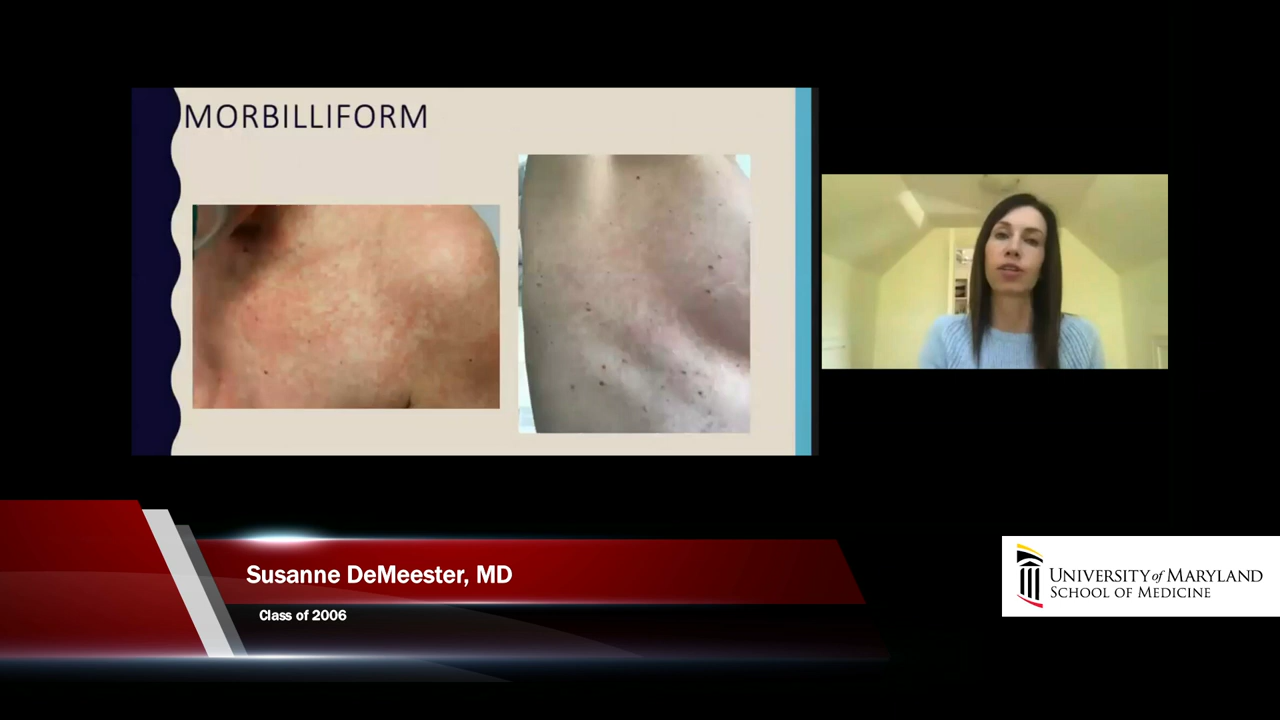 MORBILLIFORM
Susanne DeMeester, MD
Class of 2006
UNIVERSITY of MARYLAND
SCHOOL OF MEDICINE